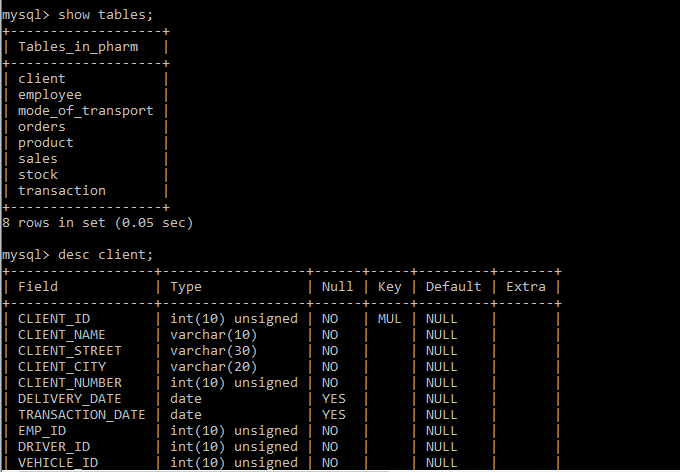 mysql> show tables;
+-------------------+
| Tables_in_pharm   |
+-------------------+
| client            |
| employee          |
| mode_of_transport |
| orders            |
| product           |
| sales             |
| stock             |
| transaction       |
+-------------------+
8 rows in set (0.05 sec)
mysql> desc client;
+------------------+------------------+------+-----+---------+-------+
| Field            | Type             | Null | Key | Default | Extra |
+------------------+------------------+------+-----+---------+-------+
| CLIENT_ID        | int(10) unsigned | NO   | MUL | NULL    |       |
| CLIENT_NAME      | varchar(10)      | NO   |     | NULL    |       |
| CLIENT_STREET    | varchar(30)      | NO   |     | NULL    |       |
| CLIENT_CITY      | varchar(20)      | NO   |     | NULL    |       |
| CLIENT_NUMBER    | int(10) unsigned | NO   |     | NULL    |       |
| DELIVERY_DATE    | date             | YES  |     | NULL    |       |
| TRANSACTION_DATE | date             | YES  |     | NULL    |       |
| EMP_ID           | int(10) unsigned | NO   |     | NULL    |       |
| DRIVER_ID        | int(10) unsigned | NO   |     | NULL    |       |
| VEHICLE_ID       | int(10) unsigned | NO   |     | NULL    |       |